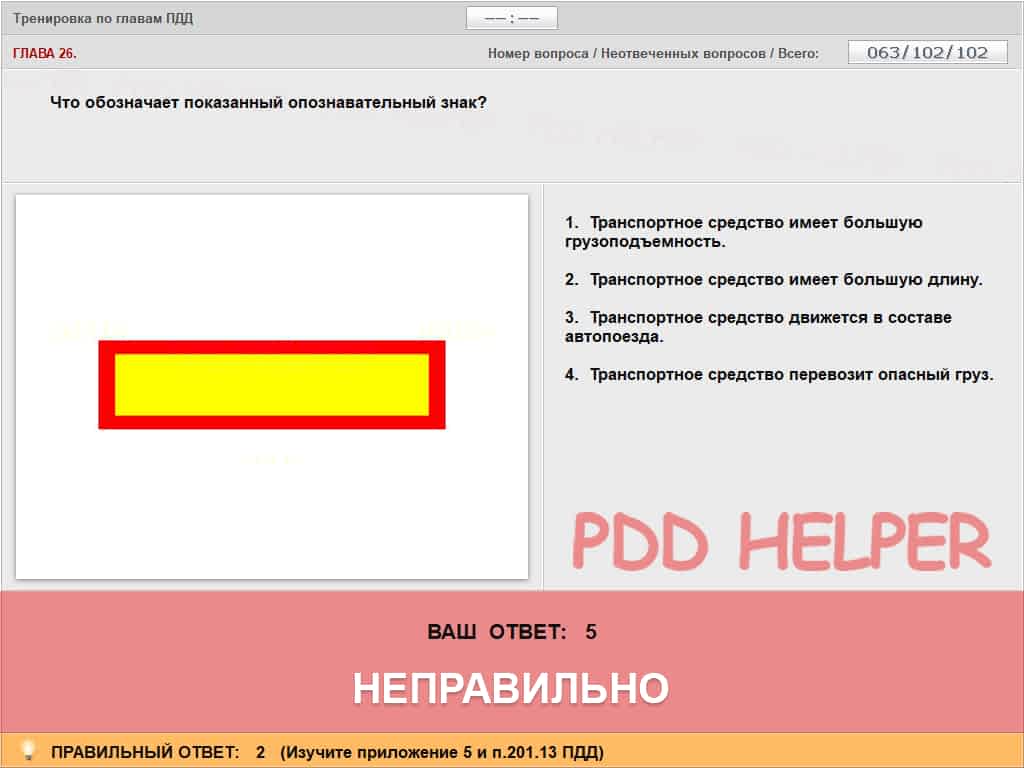 Тренировка по главам ПДД
–– : ––
ГЛАВА 26.
Номер вопроса / Неотвеченных вопросов / Всего:
063/102/102
Что обозначает показанный опознавательный знак?
1. Транспортное средство имеет большую
грузоподъемность.
2. Транспортное средство имеет большую длину.
3. Транспортное средство движется в составе
автопоезда.
4. Транспортное средство перевозит опасный груз.
PDD HELPER
ВАШ ОТВЕТ: 5
НЕПРАВИЛЬНО
ПРАВИЛЬНЫЙ ОТВЕТ: 2 (Изучите приложение 5 и п.201.13 ПДД)